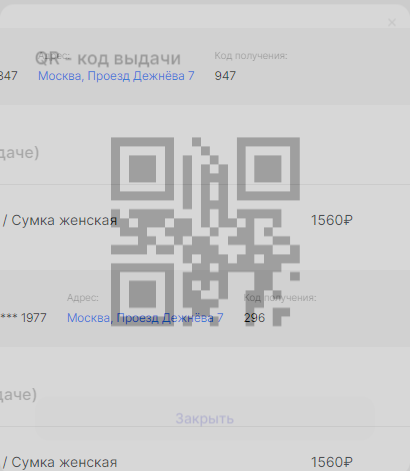 QR - код выдачи
Адрес: Код получения:
347 Москва, Проезд Дежнёва 7 947
даче)
/ Сумка женская 1560₽
Адрес: Код получения:
*** 1977 Москва, Проезд Дежнёва 7 296
даче)
Закрыть
/ Сумка женская 1560₽